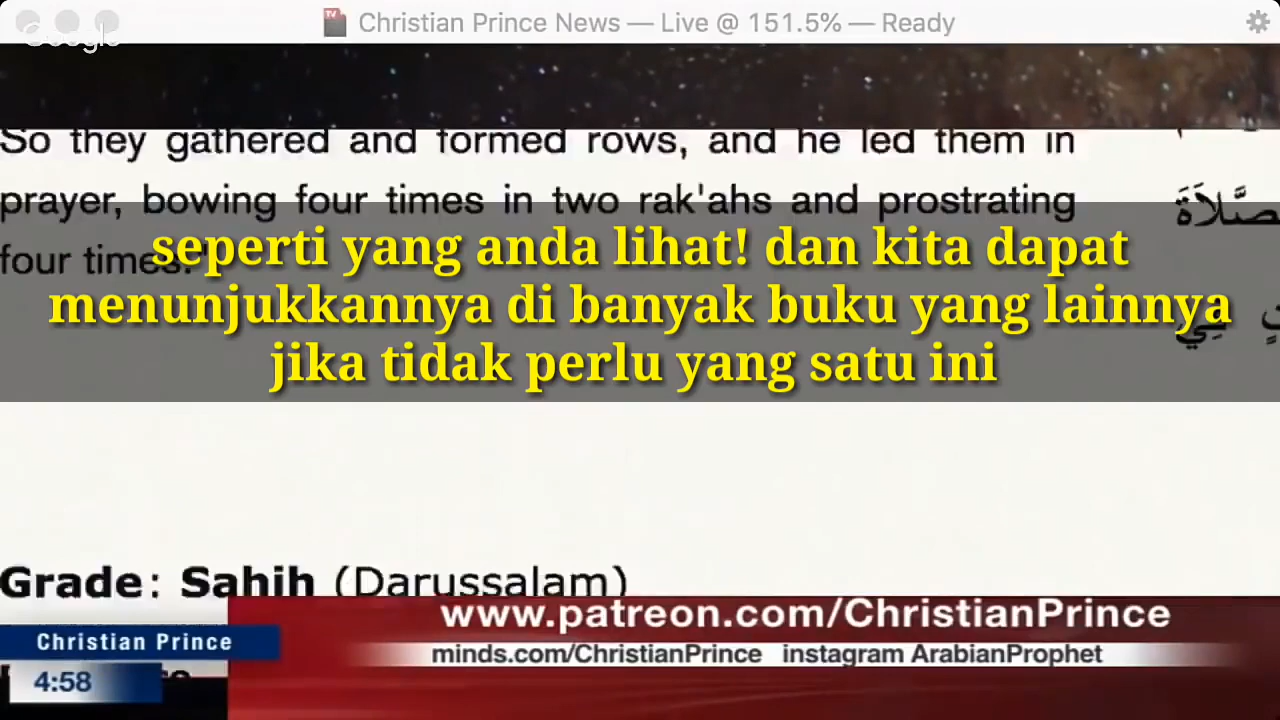 Christian Prince News — Live @ 151.5% — Ready
Google
So they gathered and formed rows, and he led them in
prayer, bowing four times in two rak'ahs and prostrating
four times."
seperti yang anda lihat! dan kita dapat
menunjukkannya di banyak buku yang lainnya
jika tidak perlu yang satu ini
Grade: Sahih (Darussalam)
www.patreon.com/ChristianPrince
Christian Prince
minds.com/ChristianPrince instagram ArabianProphet
4:58